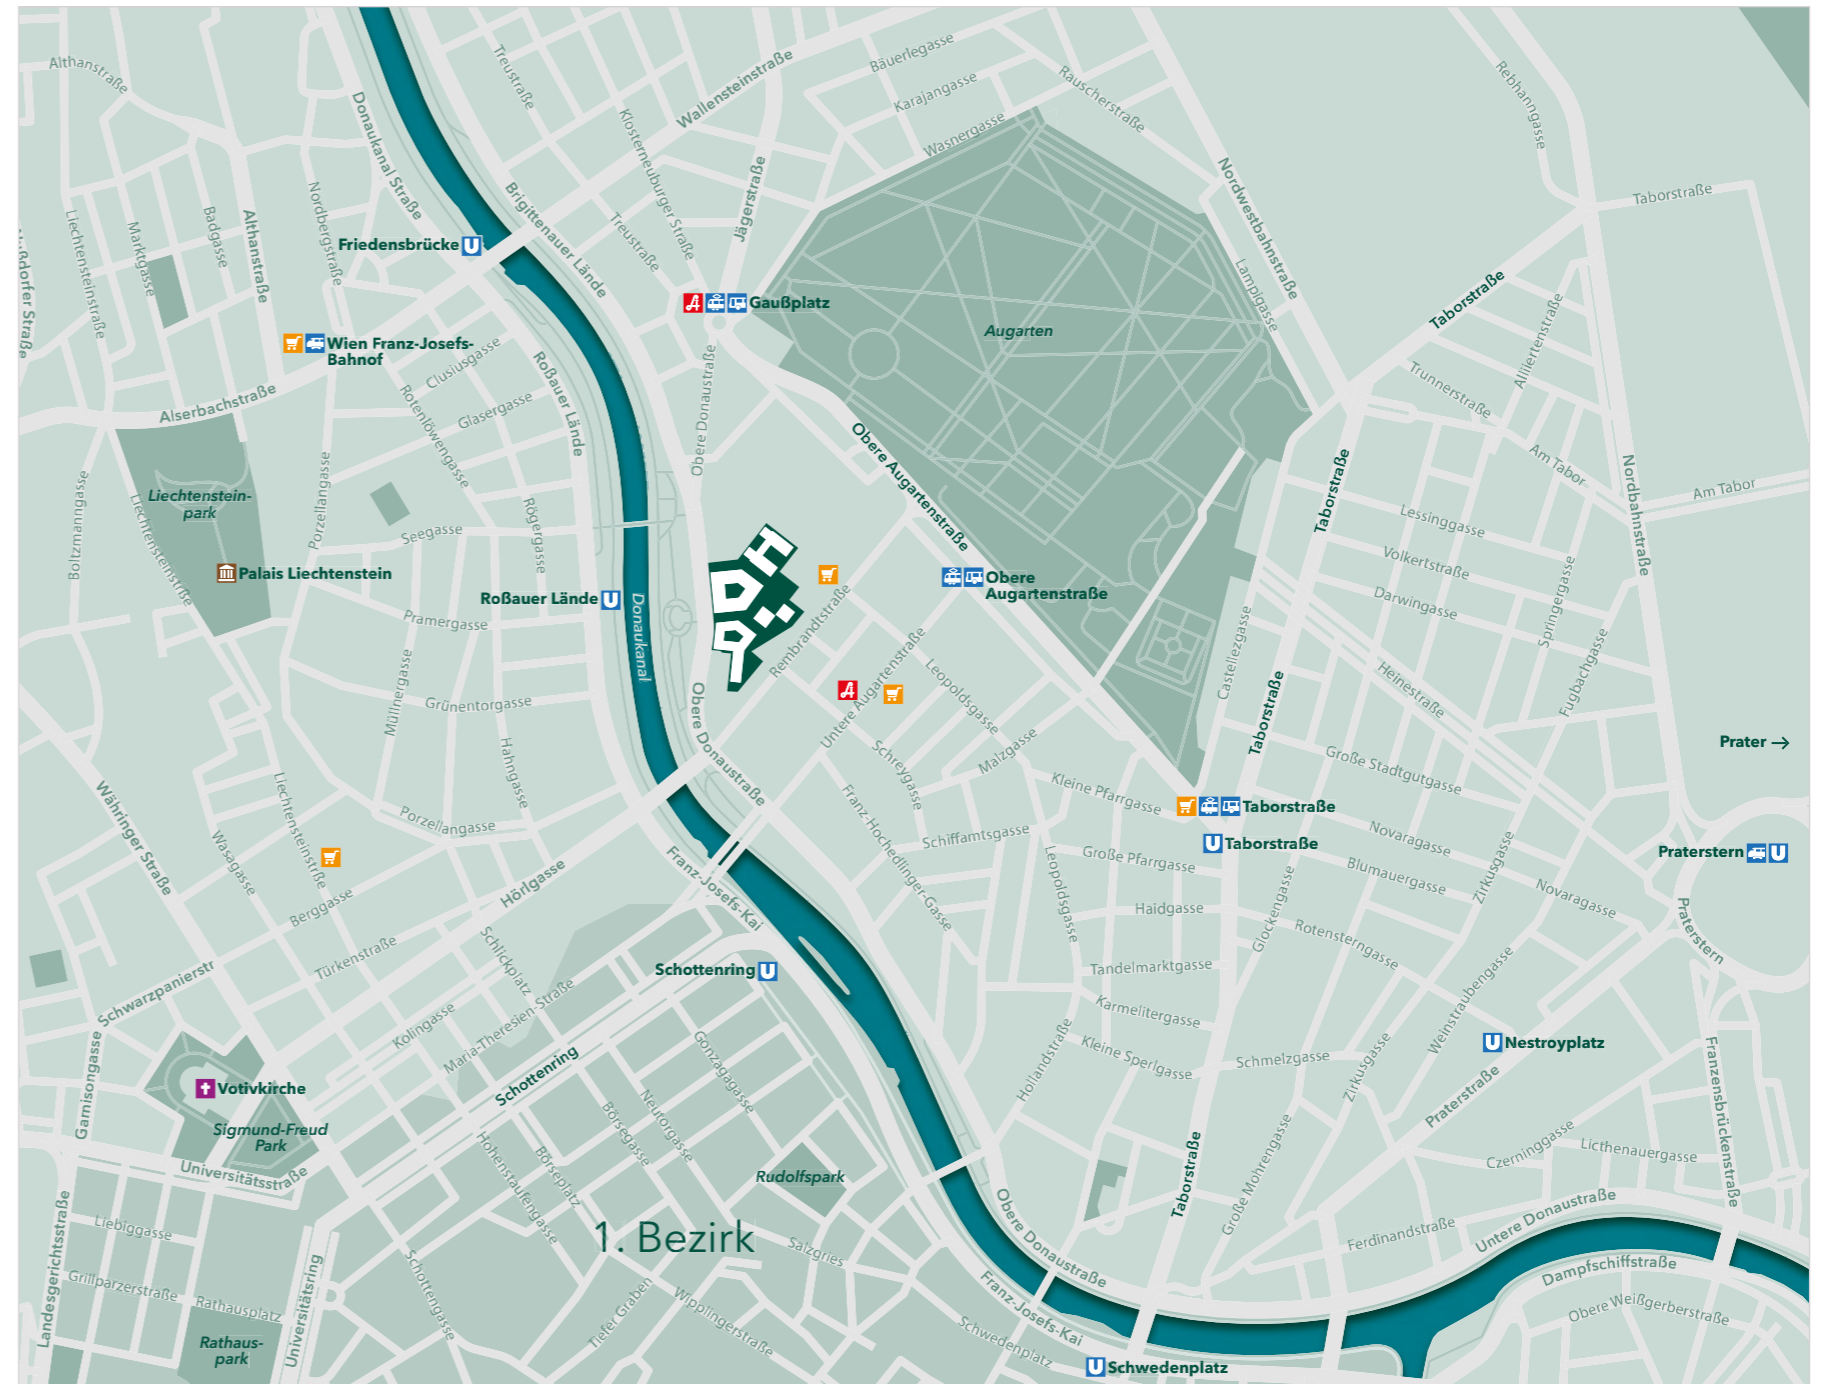 Althanstraße
Treustraße
Wallensteinstraße
Bäuerlegasse
Karajangasse
Rauscherstraße
Wasnergasse
Rebhanngasse
Taborstraße
Donaukanal Straße
Klosterneuburger Straße
Jägerstraße
Nordwestbahnstraße
Liechtensteinstraße
Marktgasse
Badgasse
Althanstraße
Nordbergstraße
Brigittenauer Lände
Treustraße
Lampigasse
Friedensbrücke U
Gaußplatz
Augarten
Taborstraße
Alliiertenstraße
Trunnerstraße
Wien Franz-Josefs-
Bahnhof
Clusiusgasse
Glasergasse
Rotenlöwengasse
Roßauer Lände
Obere Donaustraße
Alserbachstraße
Obere Augartenstraße
Am Tabor
Am Tabor
Nordbahnstraße
Liechtenstein-
park
Boltzmanngasse
Liechtensteinstraße
Porzellangasse
Seegasse
Rögergasse
Taborstraße
Lessinggasse
Volkertstraße
Darwingasse
Springergasse
Fugbachgasse
Palais Liechtenstein
Roßauer Lände U
Donaukanal
Rembrandtstraße
Obere
Augartenstraße
Pramergasse
Müllnergasse
Grünentorgasse
Hahngasse
Untere Augartenstraße
Leopoldsgasse
Castellezgasse
Taborstraße
Heinestraße
Prater →
Obere Donaustraße
Schreygasse
Malzgasse
Kleine Pfarrgasse
Große Stadtgutgasse
Währinger Straße
Wasagasse
Liechtensteinstrße
Porzellangasse
Franz-Hochedlinger-Gasse
Schiffamtsgasse
Taborstraße
U Taborstraße
Novaragasse
Blumauergasse
Zirkusgasse
Novaragasse
Praterstern U
Praterstern
Berggasse
Hörlgasse
Franz-Josefs-Kai
Leopoldsgasse
Große Pfarrgasse
Haidgasse
Glockengasse
Rotensterngasse
Schwarzpanierstr
Türkenstraße
Schlickplatz
Schottenring U
Tandelmarktgasse
Karmelitergasse
Weinstraubengasse
Kolingasse
Maria-Theresien-Straße
Schottenring
Gonzagagasse
Hollandstraße
Kleine Sperlgasse
Schmelzgasse
Zirkusgasse
U Nestroyplatz
Praterstraße
Franzensbrückenstraße
Garnisongasse
Votivkirche
Sigmund-Freud
Park
Universitätsstraße
Hohenstaufengasse
Börseplatz
Börsegasse
Neutorgasse
Rudolfspark
Taborstraße
Große Mohrengasse
Czerninggasse
Licthenauergasse
Landesgerichtsstraße
Liebiggasse
1. Bezirk
Salzgries
Obere Donaustraße
Ferdinandstraße
Untere Donaustraße
Grillparzerstraße
Rathausplatz
Universitätsring
Schottengasse
Tiefer Graben
Wipplingerstraße
Franz-Josefs-Kai
Schwedenplatz
Dampfschiffstraße
Obere Weißgerberstraße
Rathaus-
park
U Schwedenplatz